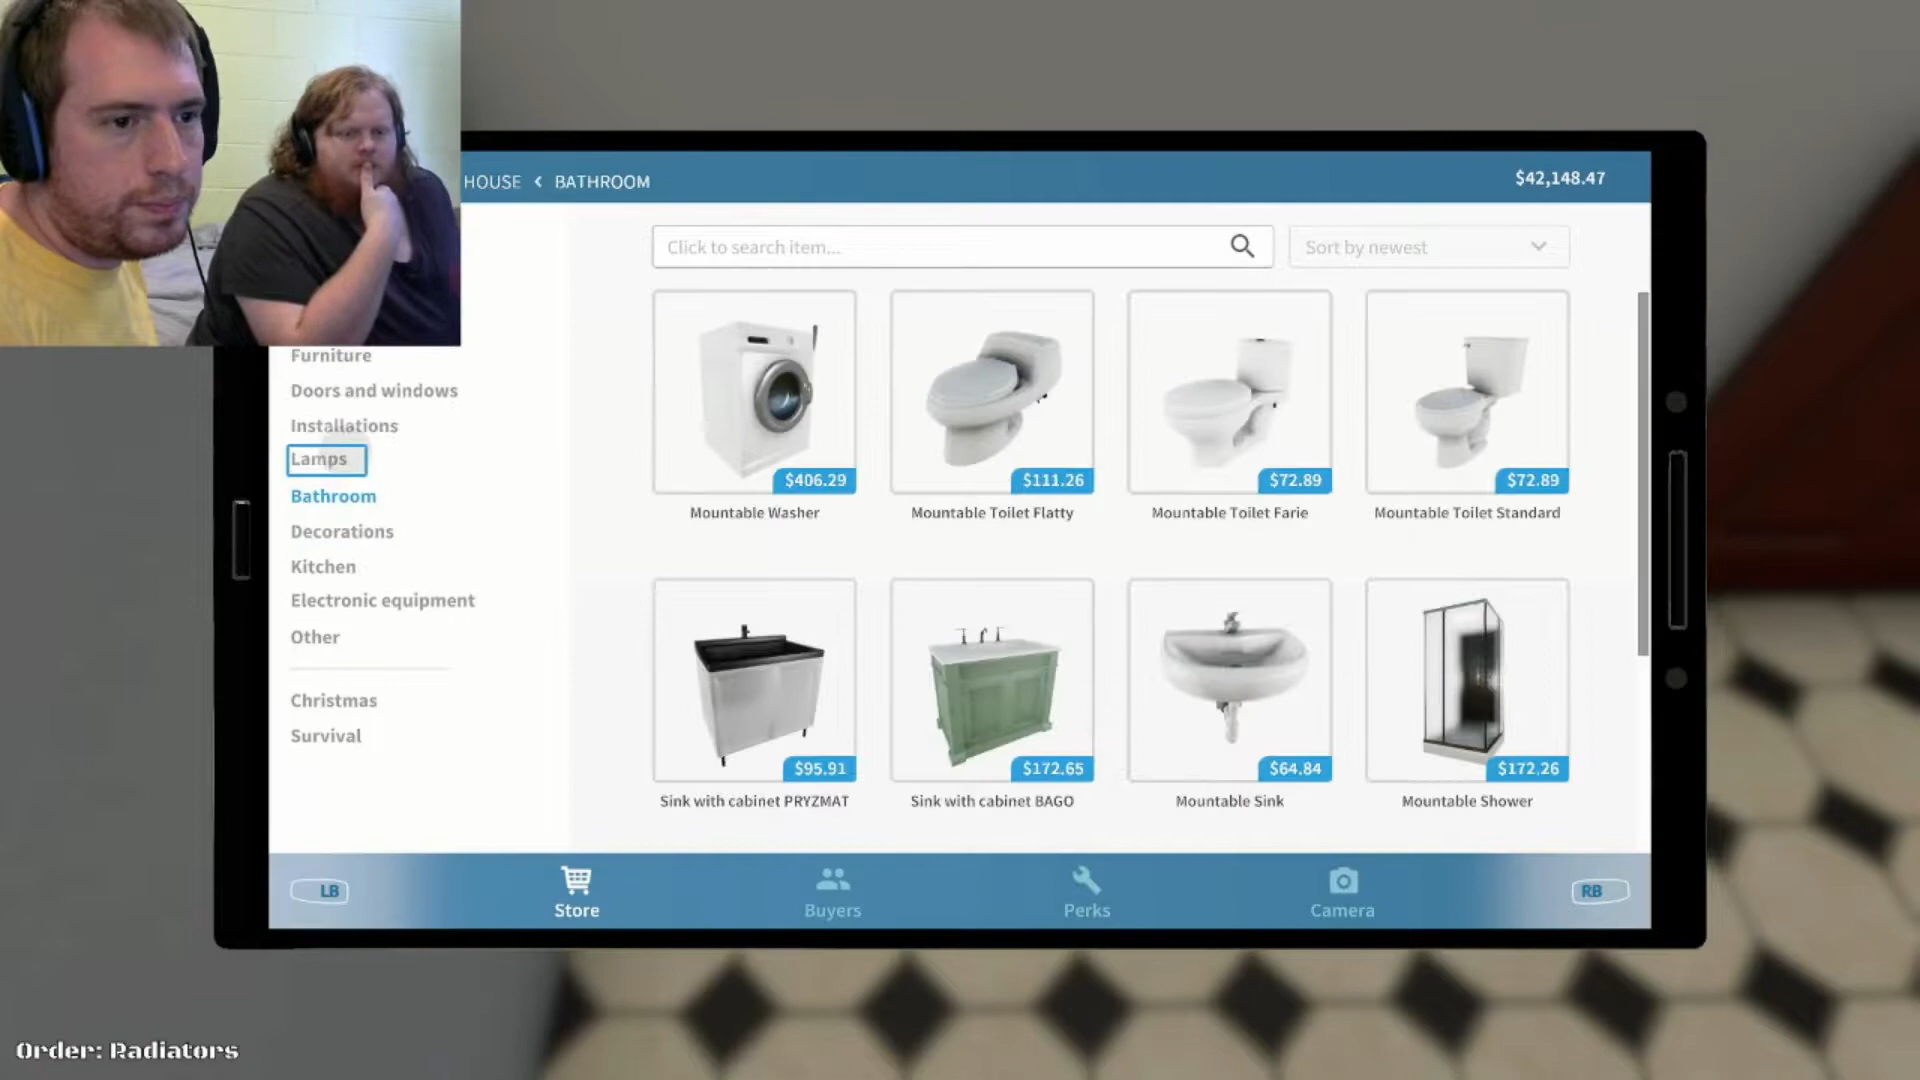 HOUSE < BATHROOM
$42,148.47
Click to search item...
Sort by newest
Furniture
Doors and windows
Installations
Lamps
Bathroom
Decorations
Kitchen
Electronic equipment
Other
Christmas
Survival
$406.29
$111.26
$72.89
$72.89
Mountable Washer
Mountable Toilet Flatty
Mountable Toilet Farie
Mountable Toilet Standard
$95.91
$172.65
$64.84
$172.26
Sink with cabinet PRYZMAT
Sink with cabinet BAGO
Mountable Sink
Mountable Shower
LB
Store
Buyers
Perks
Camera
RB
Order: Radiators